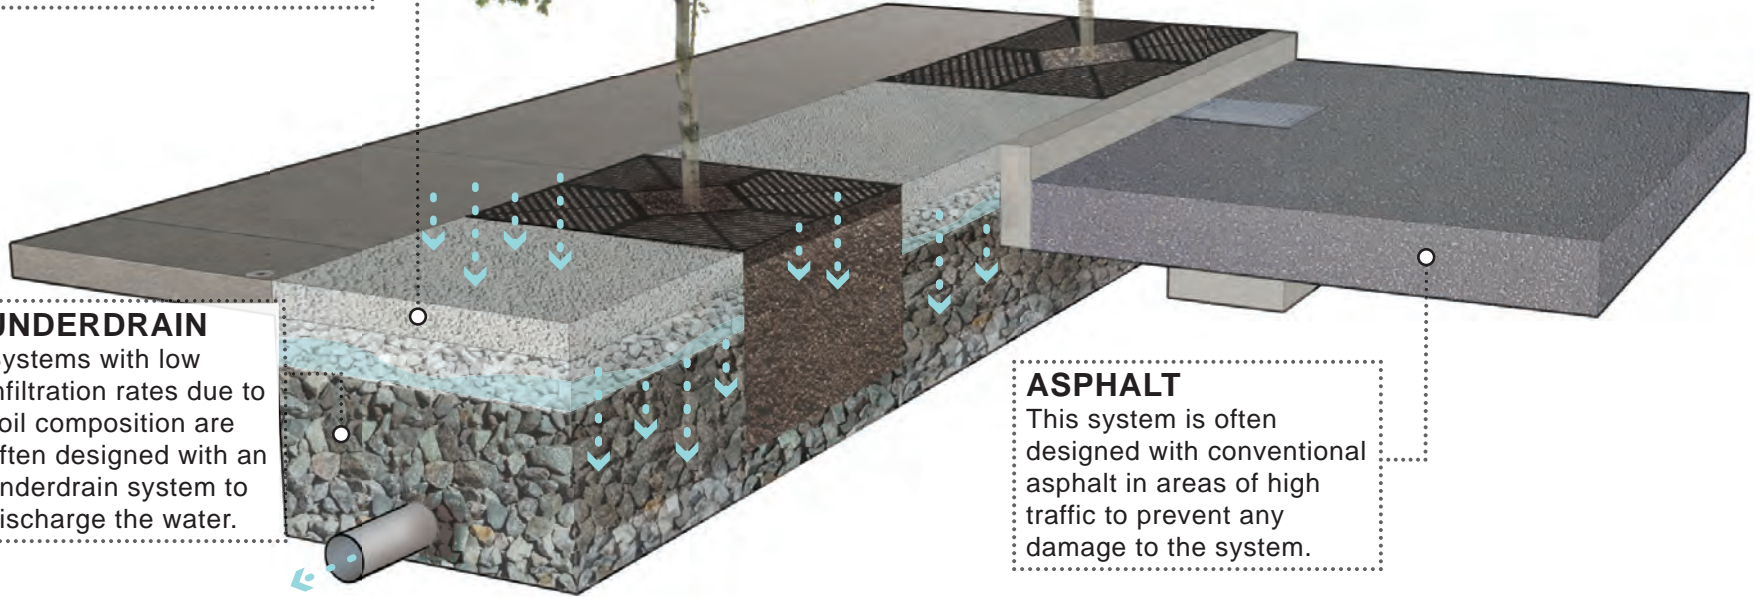 UNDERDRAIN
ystems with low
nfiltration rates due to
oil composition are
ften designed with an
nderdrain system to
ischarge the water.
ASPHALT
This system is often
designed with conventional
asphalt in areas of high
traffic to prevent any
damage to the system.